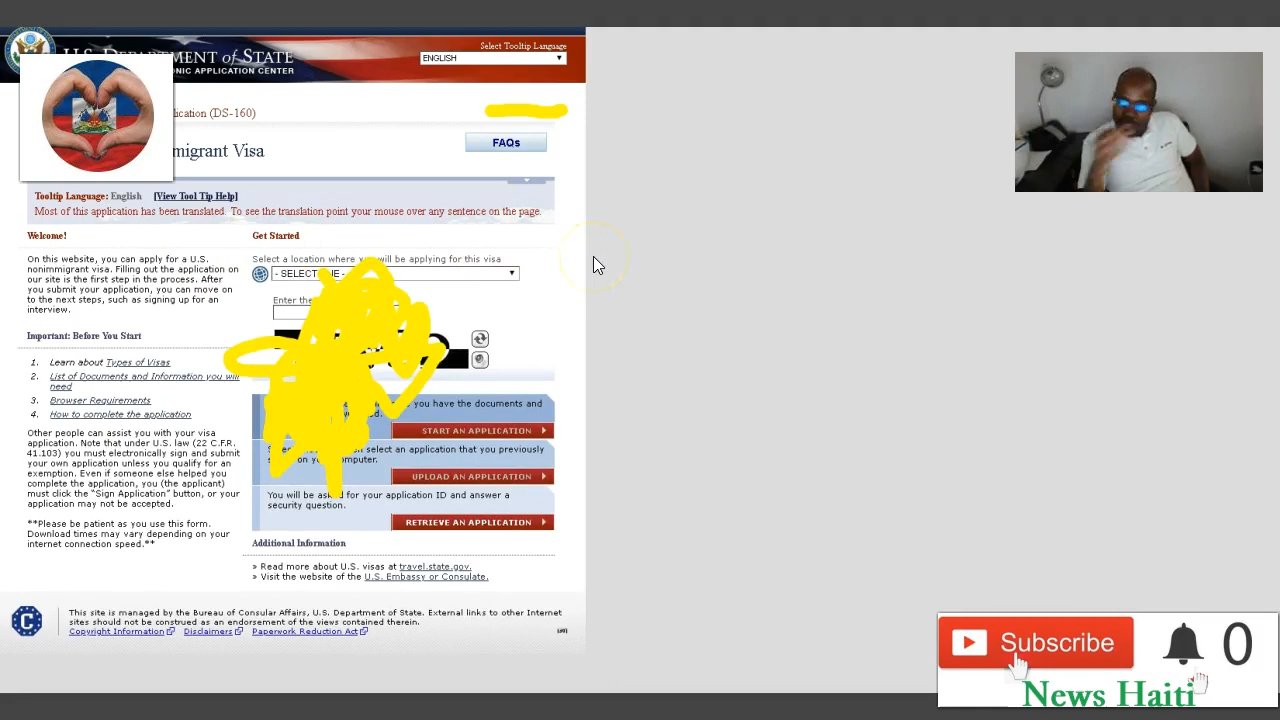 U.S. DEPARTMENT of STATE
ONIC APPLICATION CENTER
Select Tooltip Language
ENGLISH
plication (DS-160)
migrant Visa
FAQs
Tooltip Language: English [View Tool Tip Help]
Most of this application has been translated. To see the translation point your mouse over any sentence on the page.
Welcome!
On this website, you can apply for a U.S.
nonimmigrant visa. Filling out the application on
our site is the first step in the process. After
you submit your application, you can move on
to the next steps, such as signing up for an
interview.
Important: Before You Start
1. Learn about Types of Visas
2. List of Documents and Information you will
need
3. Browser Requirements
4. How to complete the application
Other people can assist you with your visa
application. Note that under U.S. law (22 C.F.R.
41.103) you must electronically sign and submit
your own application unless you qualify for an
exemption. Even if someone else helped you
complete the application, you (the applicant)
must click the "Sign Application" button, or your
application may not be accepted.
**Please be patient as you use this form.
Download times may vary depending on your
internet connection speed.**
Get Started
Select a location where you will be applying for this visa
- SELECT ONE -
Enter the
you have the documents and
START AN APPLICATION
select an application that you previously
on your computer.
UPLOAD AN APPLICATION
You will be asked for your application ID and answer a
security question.
RETRIEVE AN APPLICATION
Additional Information
» Read more about U.S. visas at travel.state.gov.
» Visit the website of the U.S. Embassy or Consulate.
This site is managed by the Bureau of Consular Affairs, U.S. Department of State. External links to other Internet
sites should not be construed as an endorsement of the views contained therein.
Copyright Information Disclaimers Paperwork Reduction Act
Subscribe 0
News Haiti